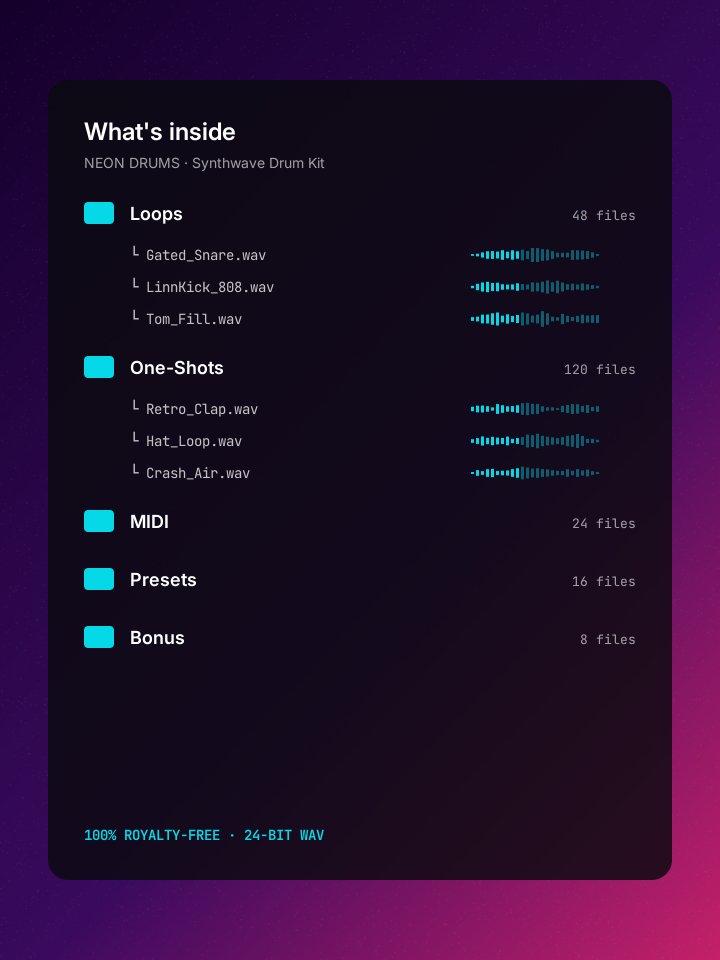 What's inside
NEON DRUMS · Synthwave Drum Kit
Loops 48 files
└ Gated_Snare.wav
└ LinnKick_808.wav
└ Tom_Fill.wav
One-Shots 120 files
└ Retro_Clap.wav
└ Hat_Loop.wav
└ Crash_Air.wav
MIDI 24 files
Presets 16 files
Bonus 8 files
100% ROYALTY-FREE · 24-BIT WAV